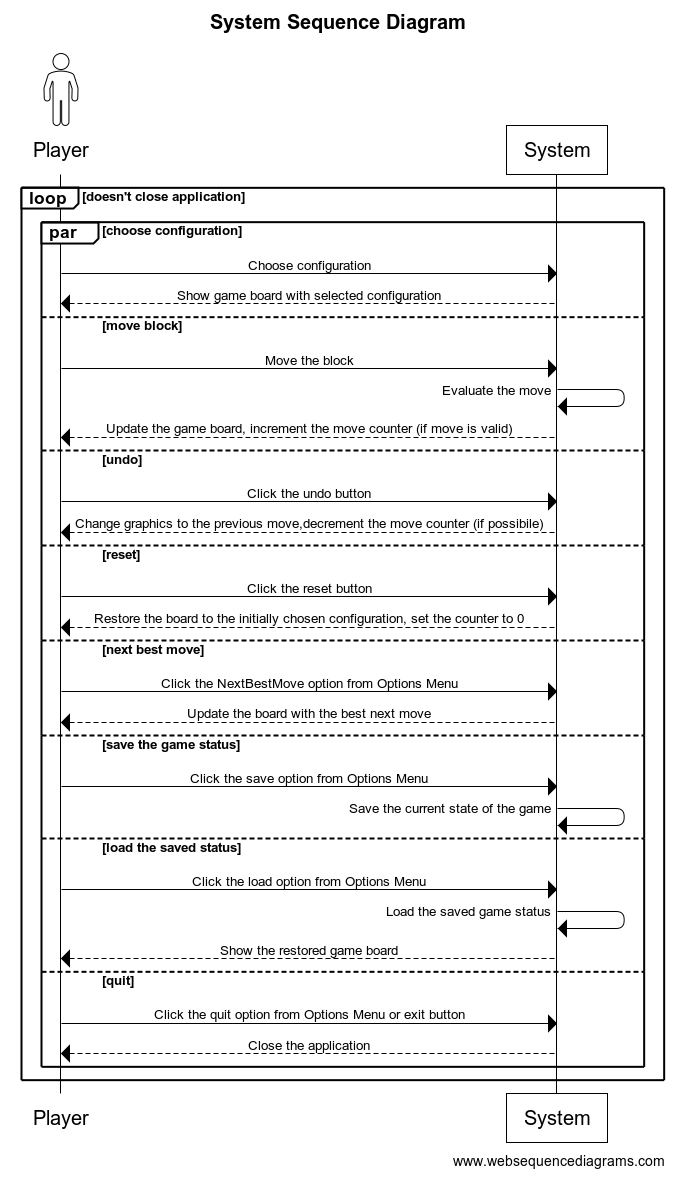 System Sequence Diagram
Player
System
loop [doesn't close application]
par [choose configuration]
Choose configuration
Show game board with selected configuration
[move block]
Move the block
Evaluate the move
Update the game board, increment the move counter (if move is valid)
[undo]
Click the undo button
Change graphics to the previous move,decrement the move counter (if possibile)
[reset]
Click the reset button
Restore the board to the initially chosen configuration, set the counter to 0
[next best move]
Click the NextBestMove option from Options Menu
Update the board with the best next move
[save the game status]
Click the save option from Options Menu
Save the current state of the game
[load the saved status]
Click the load option from Options Menu
Load the saved game status
Show the restored game board
[quit]
Click the quit option from Options Menu or exit button
Close the application
Player
System
www.websequencediagrams.com